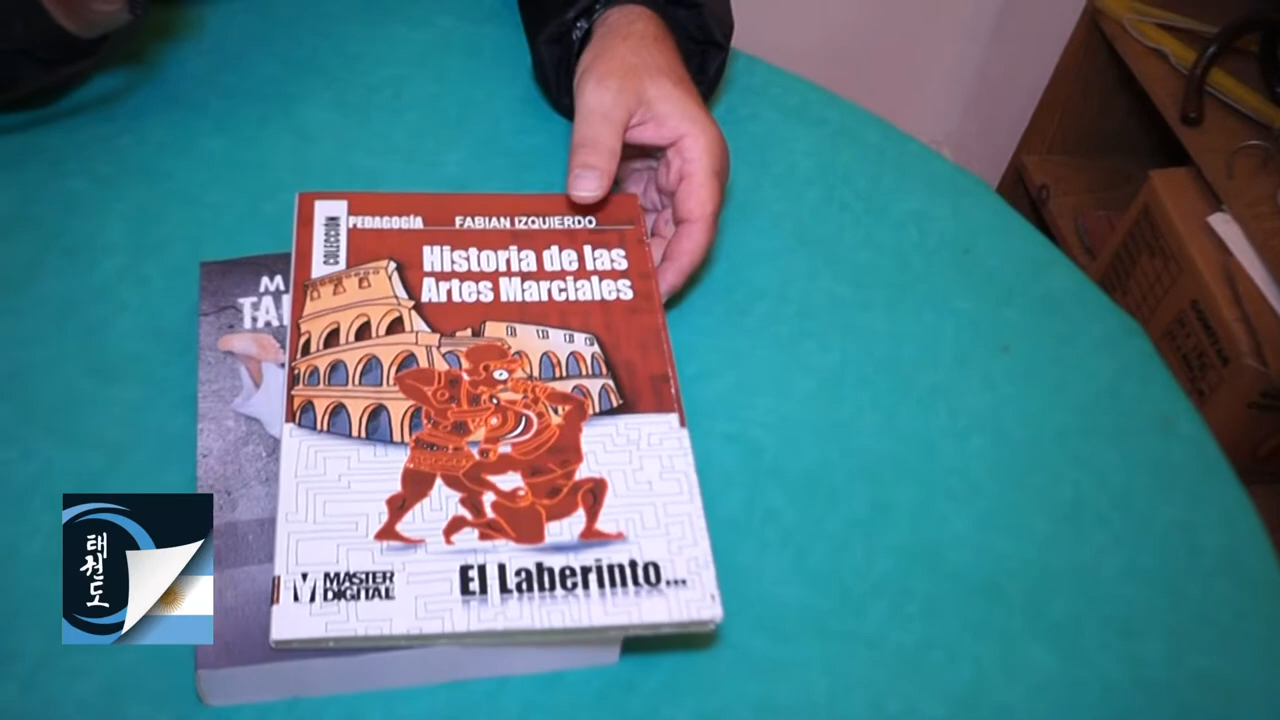 COLECCIÓN
PEDAGOGÍA
FABIAN IZQUIERDO
Historia de las
Artes Marciales
El Laberinto...
MASTER
DIGITAL
태권도